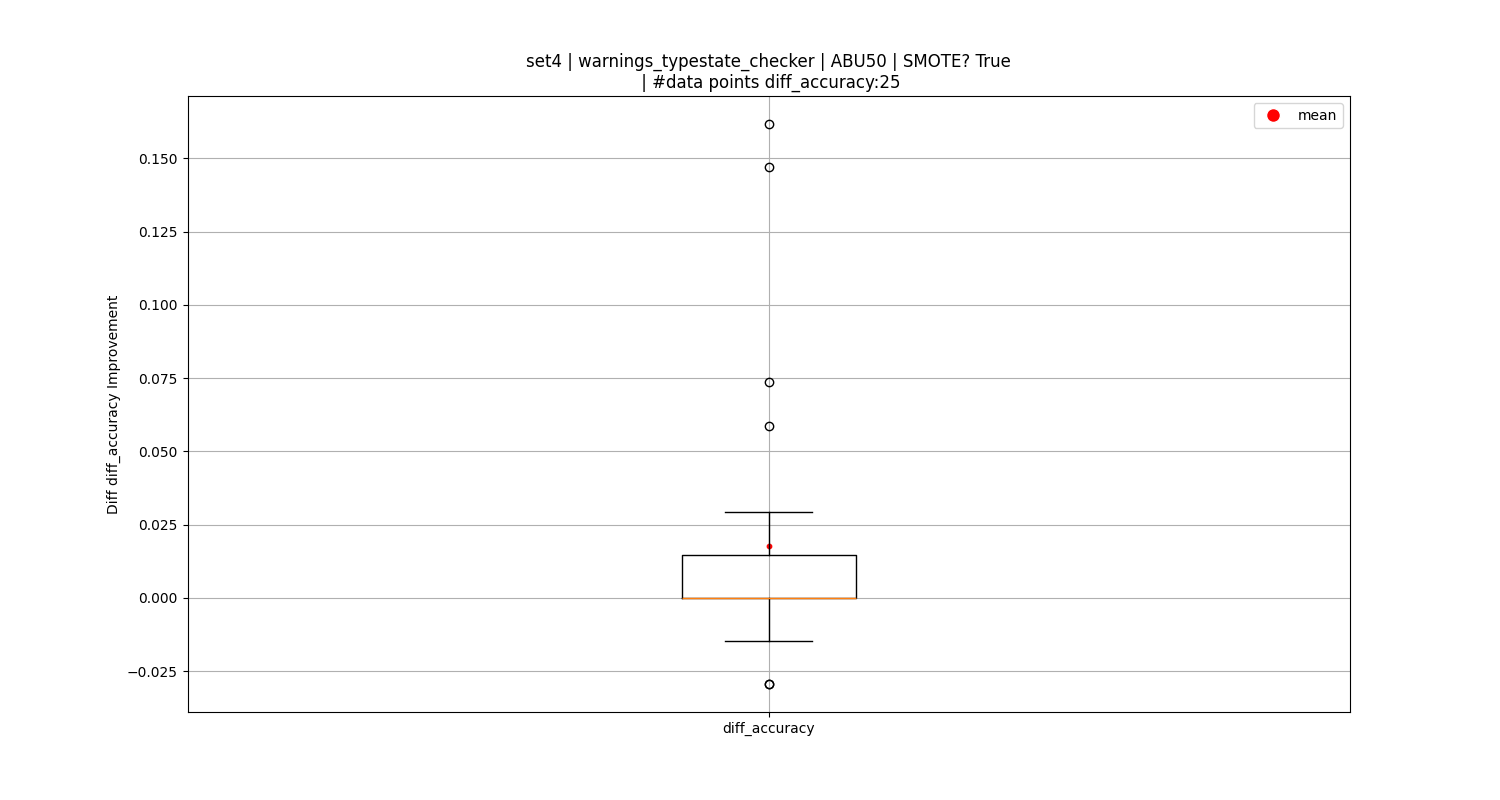 set4 | warnings_typestate_checker | ABU50 | SMOTE? True
| #data points diff_accuracy:25
mean
0.150
0.125
0.100
0.075
0.050
0.025
0.000
−0.025
Diff diff_accuracy Improvement
diff_accuracy